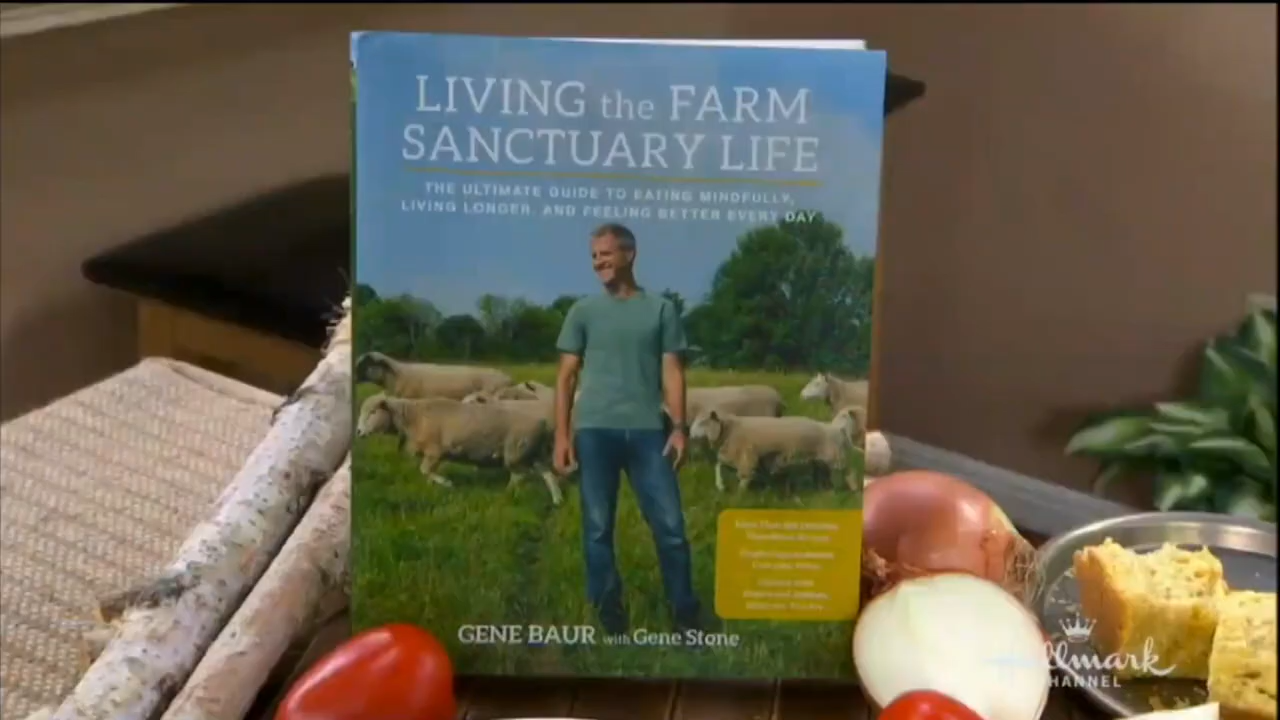 LIVING the FARM
SANCTUARY LIFE
THE ULTIMATE GUIDE TO EATING MINDFULLY,
LIVING LONGER, AND FEELING BETTER EVERY DAY
GENE BAUR with Gene Stone
Hallmark
CHANNEL